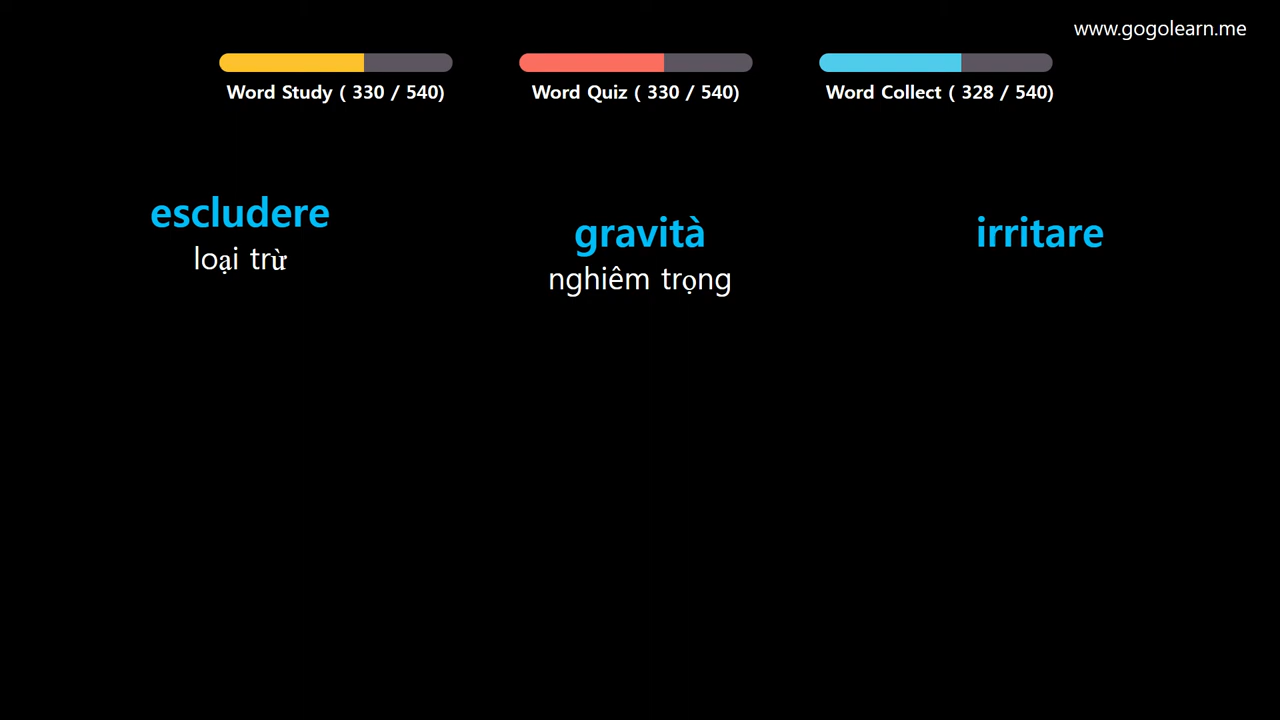 www.gogolearn.me
Word Study ( 330 / 540)
Word Quiz ( 330 / 540)
Word Collect ( 328 / 540)
escludere
loại trừ
gravità
nghiêm trọng
irritare